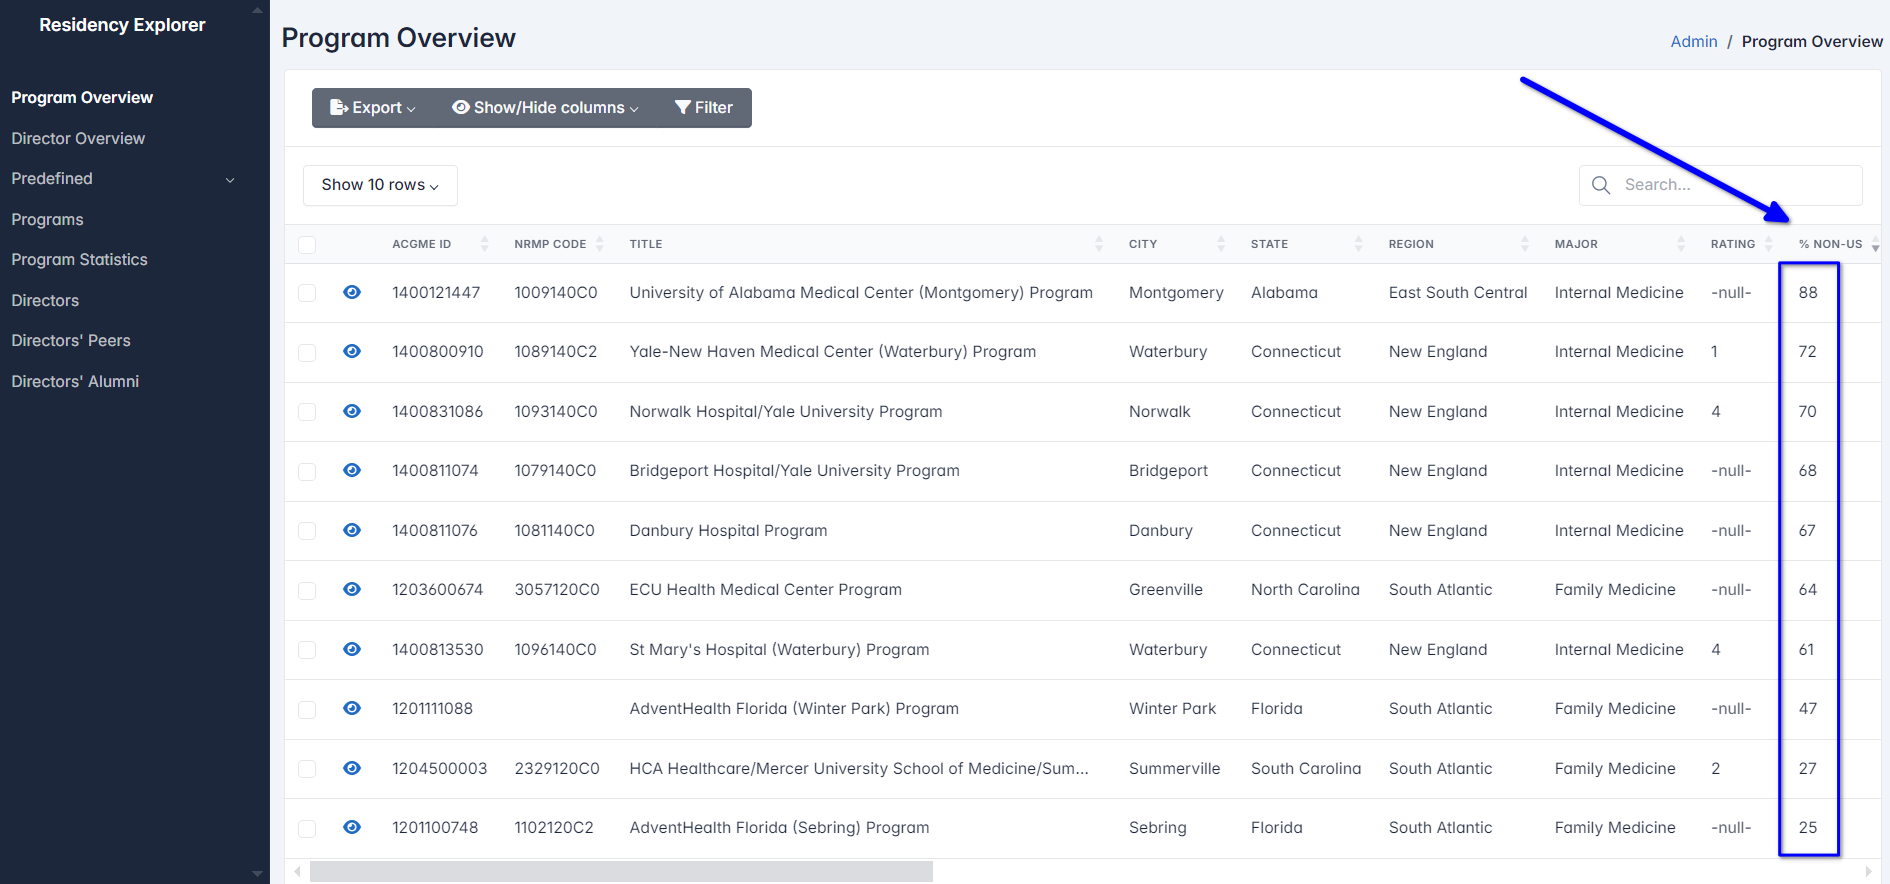 Residency Explorer
Program Overview
Director Overview
Predefined
Programs
Program Statistics
Directors
Directors' Peers
Directors' Alumni
Program Overview
Admin / Program Overview
Export Show/Hide columns Filter
Show 10 rows
Search...
ACGME ID NRMP CODE TITLE CITY STATE REGION MAJOR RATING % NON-US
1400121447 1009140C0 University of Alabama Medical Center (Montgomery) Program Montgomery Alabama East South Central Internal Medicine -null- 88
1400800910 1089140C2 Yale-New Haven Medical Center (Waterbury) Program Waterbury Connecticut New England Internal Medicine 1 72
1400831086 1093140C0 Norwalk Hospital/Yale University Program Norwalk Connecticut New England Internal Medicine 4 70
1400811074 1079140C0 Bridgeport Hospital/Yale University Program Bridgeport Connecticut New England Internal Medicine -null- 68
1400811076 1081140C0 Danbury Hospital Program Danbury Connecticut New England Internal Medicine -null- 67
1203600674 3057120C0 ECU Health Medical Center Program Greenville North Carolina South Atlantic Family Medicine -null- 64
1400813530 1096140C0 St Mary's Hospital (Waterbury) Program Waterbury Connecticut New England Internal Medicine 4 61
1201111088 AdventHealth Florida (Winter Park) Program Winter Park Florida South Atlantic Family Medicine -null- 47
1204500003 2329120C0 HCA Healthcare/Mercer University School of Medicine/Sum... Summerville South Carolina South Atlantic Family Medicine 2 27
1201100748 1102120C2 AdventHealth Florida (Sebring) Program Sebring Florida South Atlantic Family Medicine -null- 25